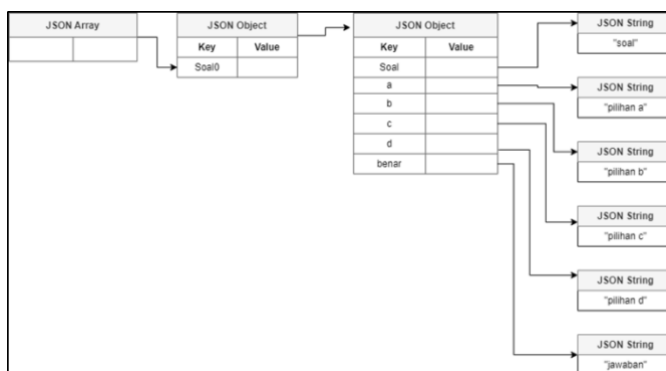 JSON Array
JSON Object
Key Value
Soal0
JSON Object
Key Value
Soal
a
b
c
d
benar
JSON String
"soal"
JSON String
"pilihan a"
JSON String
"pilihan b"
JSON String
"pilihan c"
JSON String
"pilihan d"
JSON String
"jawaban"